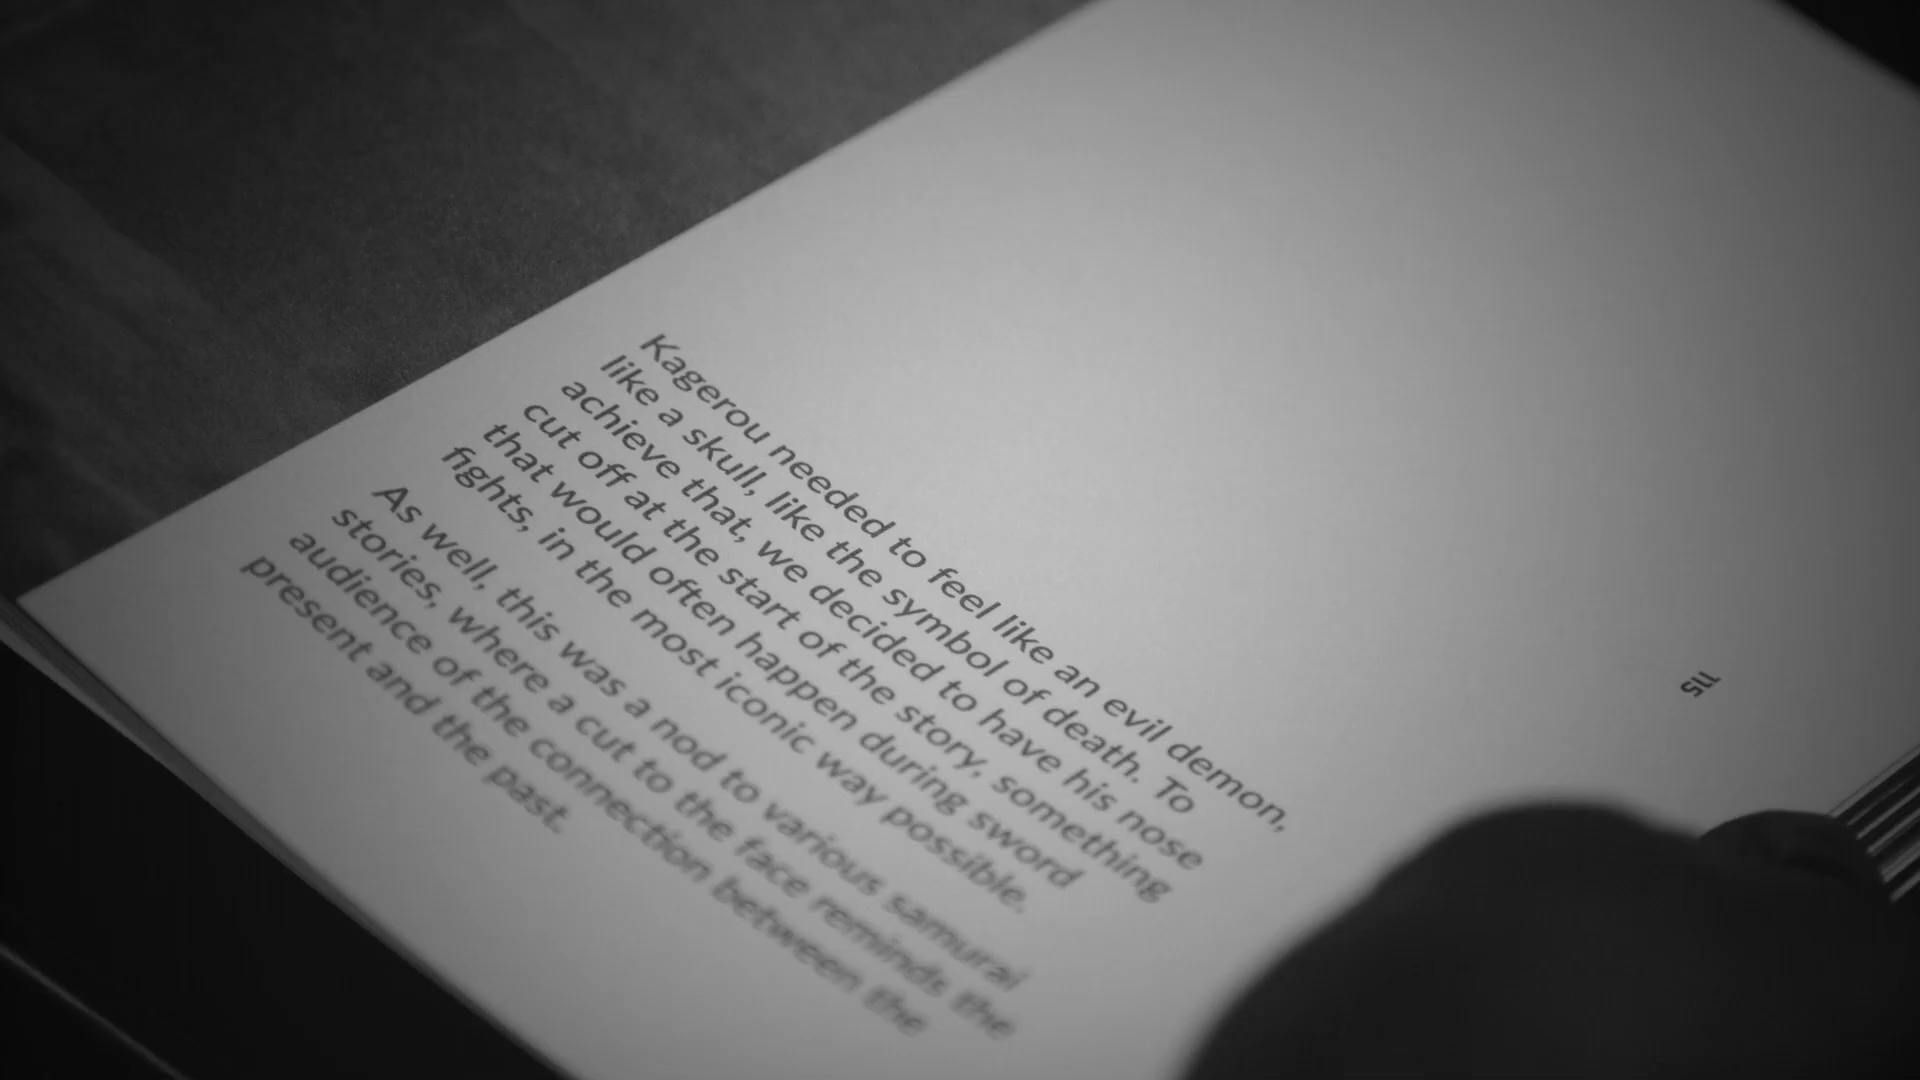 Kagerou needed to feel like an evil demon,
like a skull, like the symbol of death. To
achieve that, we decided to have his nose
cut off at the start of the story, something
that would often happen during sword
fights, in the most iconic way possible.
As well, this was a nod to various samurai
stories, where a cut to the face reminds the
audience of the connection between the
present and the past.